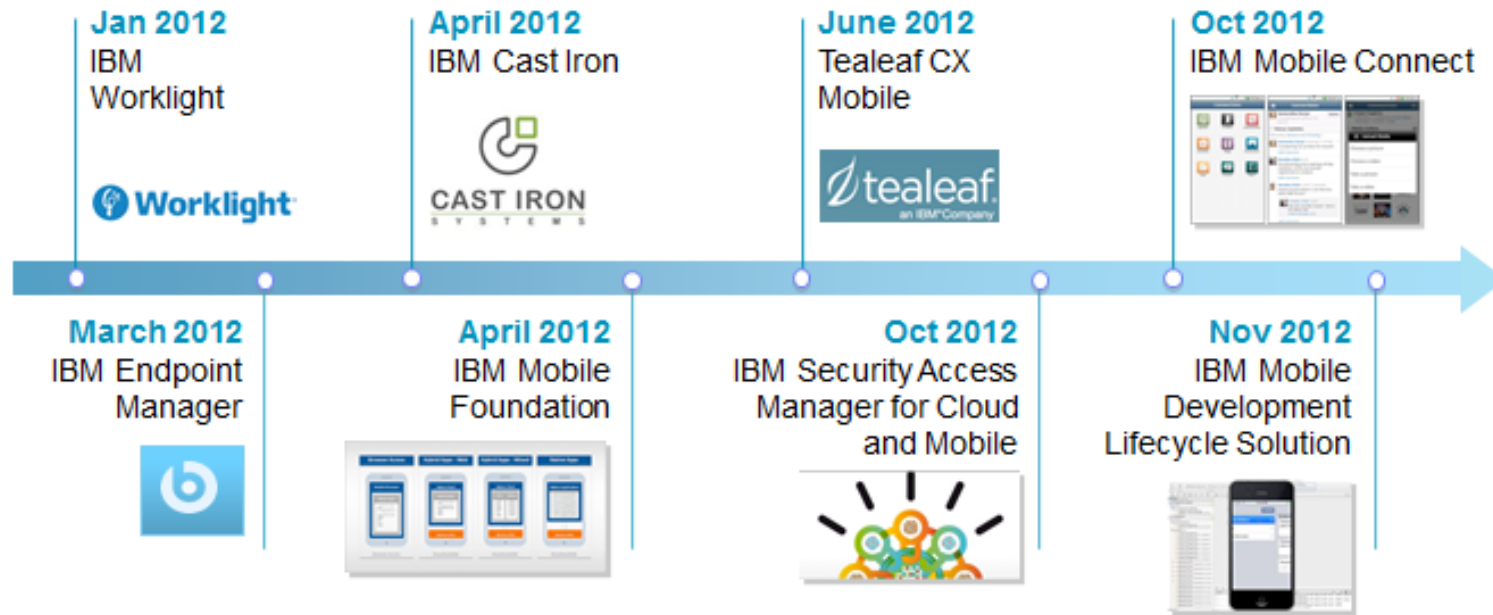 Jan 2012
IBM
Worklight
Worklight
April 2012
IBM Cast Iron
CAST IRON
SYSTEMS
June 2012
Tealeaf CX
Mobile
tealeaf
an IBM Company
Oct 2012
IBM Mobile Connect
March 2012
IBM Endpoint
Manager
April 2012
IBM Mobile
Foundation
Oct 2012
IBM Security Access
Manager for Cloud
and Mobile
Nov 2012
IBM Mobile
Development
Lifecycle Solution